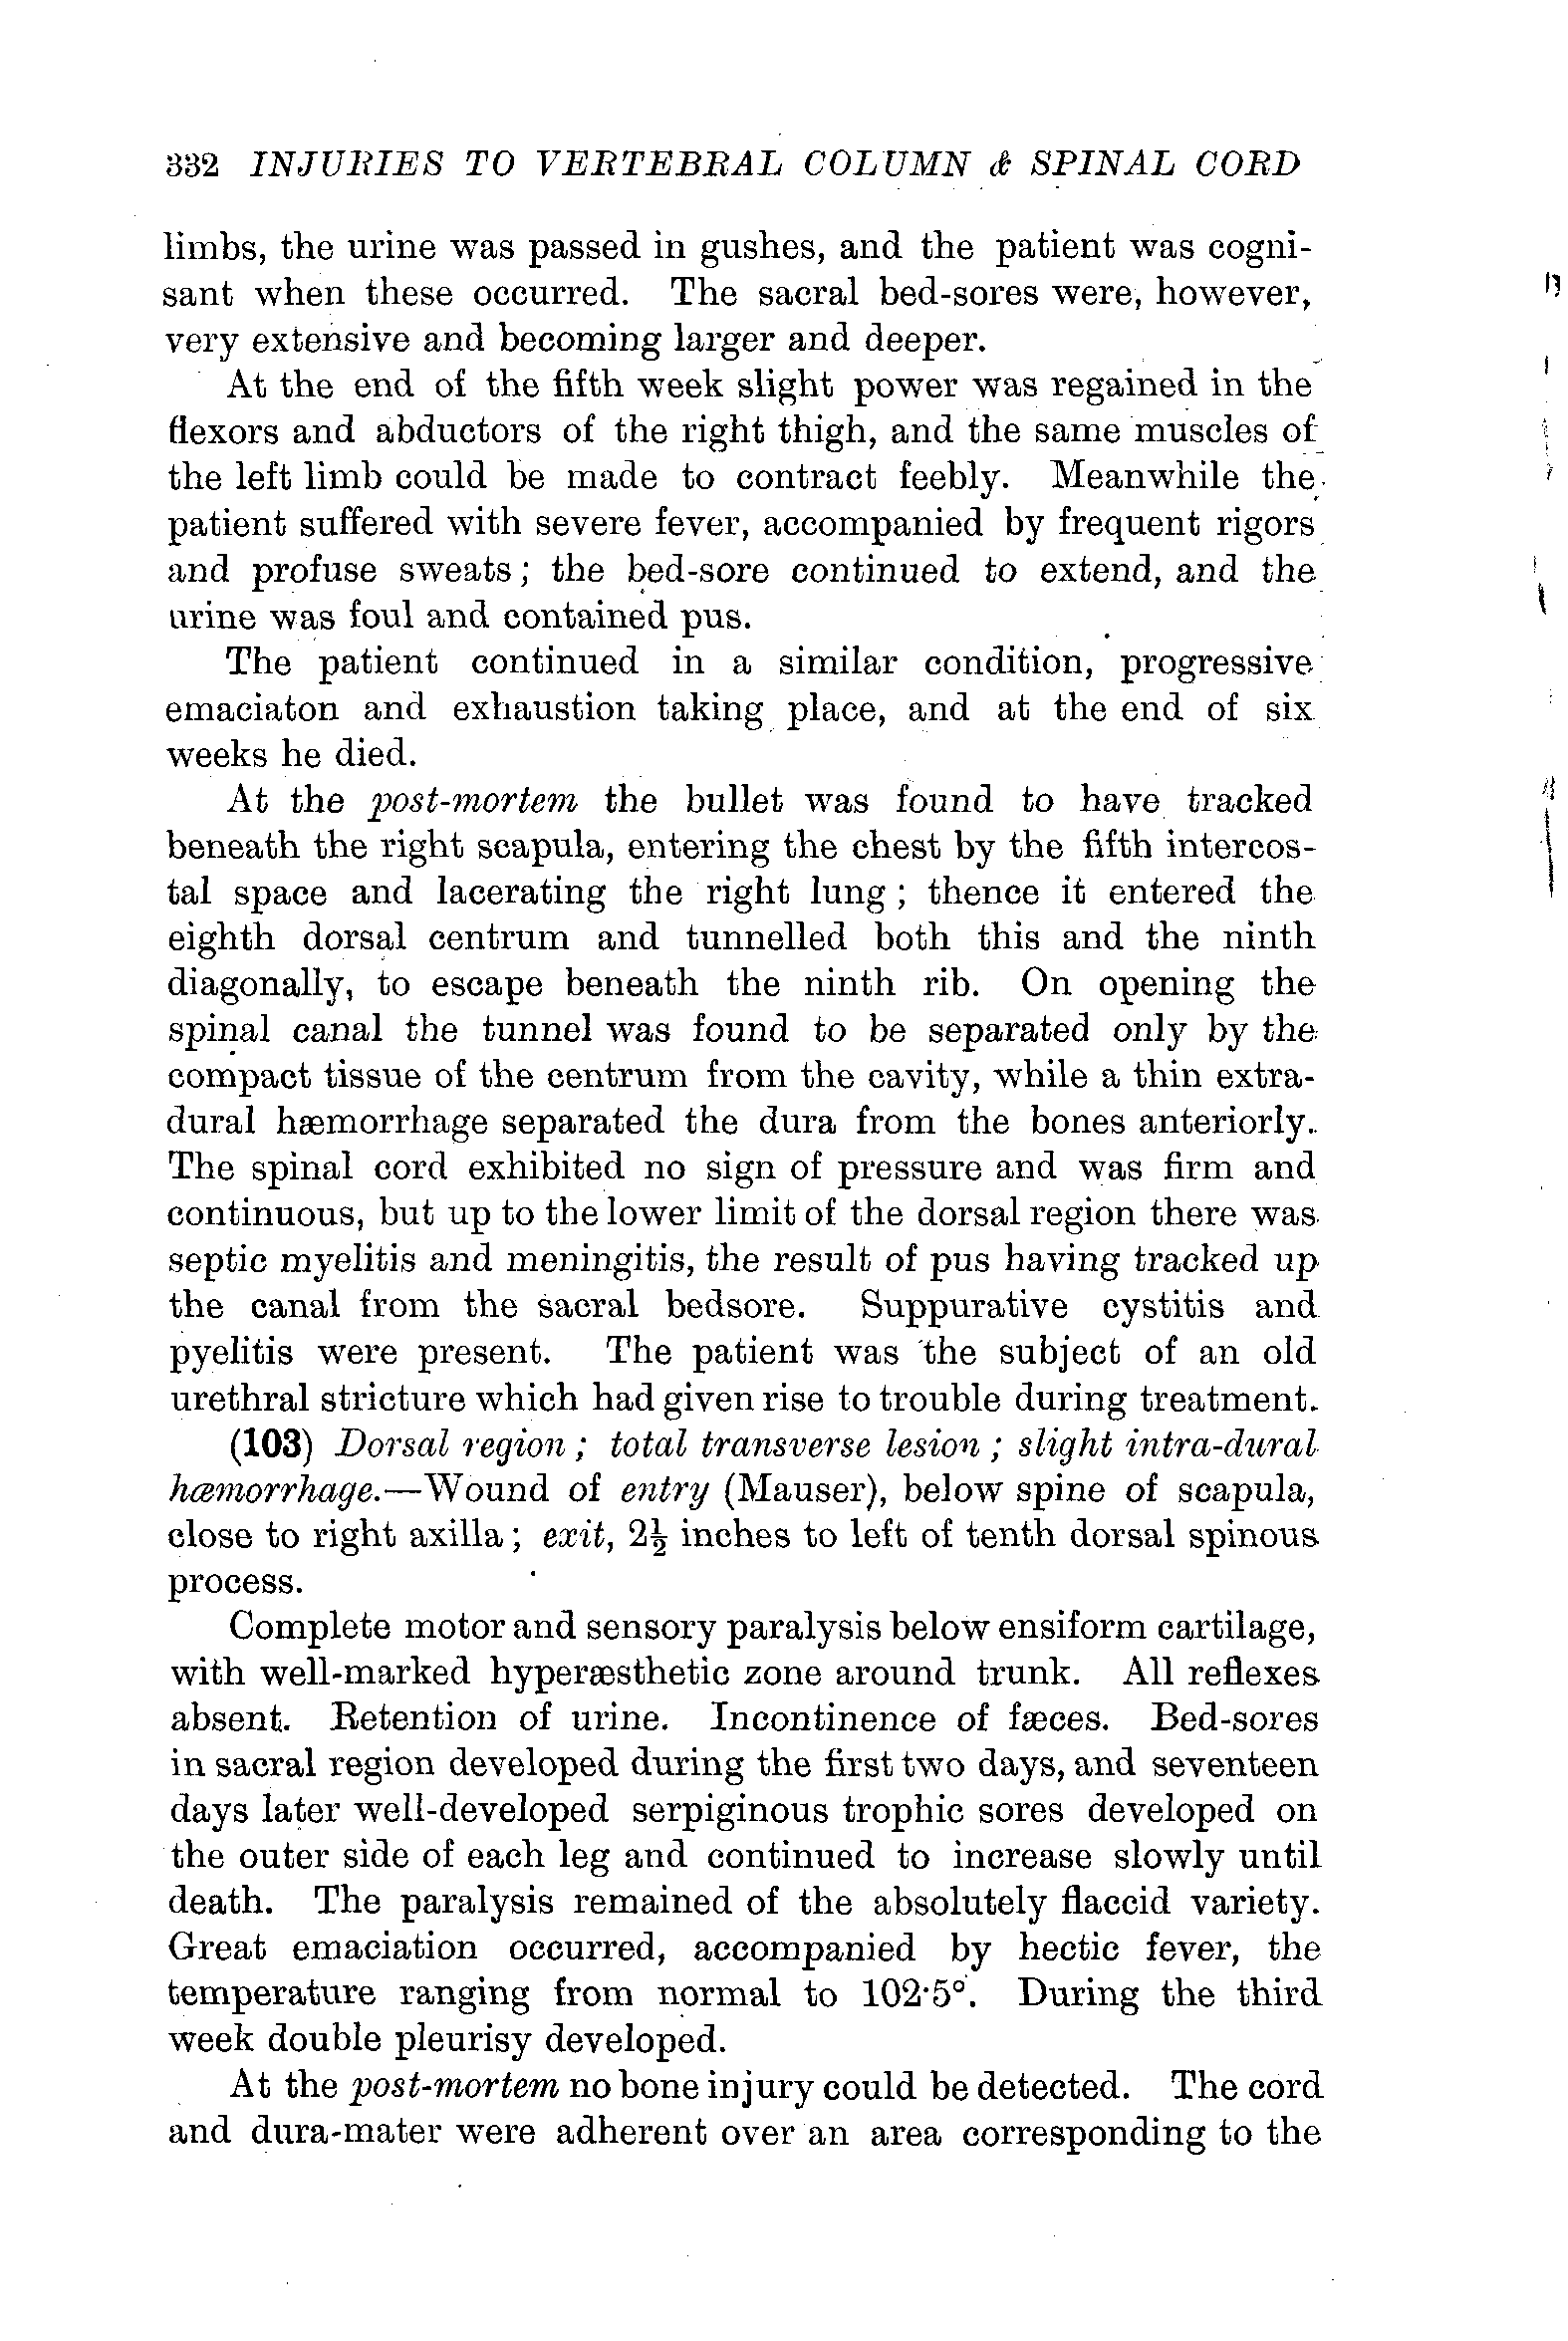 332 INJURIES TO VERTEBRAL COLUMN & SPINAL CORD
limbs, the urine was passed in gushes, and the patient was cogni-
sant when these occurred. The sacral bed-sores were, however,
very extensive and becoming larger and deeper.
At the end of the fifth week slight power was regained in the
flexors and abductors of the right thigh, and the same muscles of
the left limb could be made to contract feebly. Meanwhile the
patient suffered with severe fever, accompanied by frequent rigors
and profuse sweats; the bed-sore continued to extend, and the
urine was foul and contained pus.
The patient continued in a similar condition, progressive
emaciaton and exhaustion taking place, and at the end of six
weeks he died.
At the post-mortem the bullet was found to have tracked
beneath the right scapula, entering the chest by the fifth intercos-
tal space and lacerating the right lung; thence it entered the
eighth dorsal centrum and tunnelled both this and the ninth
diagonally, to escape beneath the ninth rib. On opening the
spinal canal the tunnel was found to be separated only by the
compact tissue of the centrum from the cavity, while a thin extra-
dural hæmorrhage separated the dura from the bones anteriorly.
The spinal cord exhibited no sign of pressure and was firm and
continuous, but up to the lower limit of the dorsal region there was
septic myelitis and meningitis, the result of pus having tracked up
the canal from the sacral bedsore. Suppurative cystitis and
pyelitis were present. The patient was the subject of an old
urethral stricture which had given rise to trouble during treatment.
(103) Dorsal region; total transverse lesion; slight intra-dural
hæmorrhage.—Wound of entry (Mauser), below spine of scapula,
close to right axilla; exit, 2½ inches to left of tenth dorsal spinous
process.
Complete motor and sensory paralysis below ensiform cartilage,
with well-marked hyperæsthetic zone around trunk. All reflexes
absent. Retention of urine. Incontinence of fæces. Bed-sores
in sacral region developed during the first two days, and seventeen
days later well-developed serpiginous trophic sores developed on
the outer side of each leg and continued to increase slowly until
death. The paralysis remained of the absolutely flaccid variety.
Great emaciation occurred, accompanied by hectic fever, the
temperature ranging from normal to 102·5°. During the third
week double pleurisy developed.
At the post-mortem no bone injury could be detected. The cord
and dura-mater were adherent over an area corresponding to the